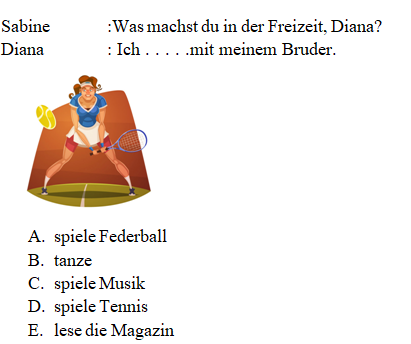 Sabine :Was machst du in der Freizeit, Diana?
Diana : Ich . . . . .mit meinem Bruder.
A. spiele Federball
B. tanze
C. spiele Musik
D. spiele Tennis
E. lese die Magazin